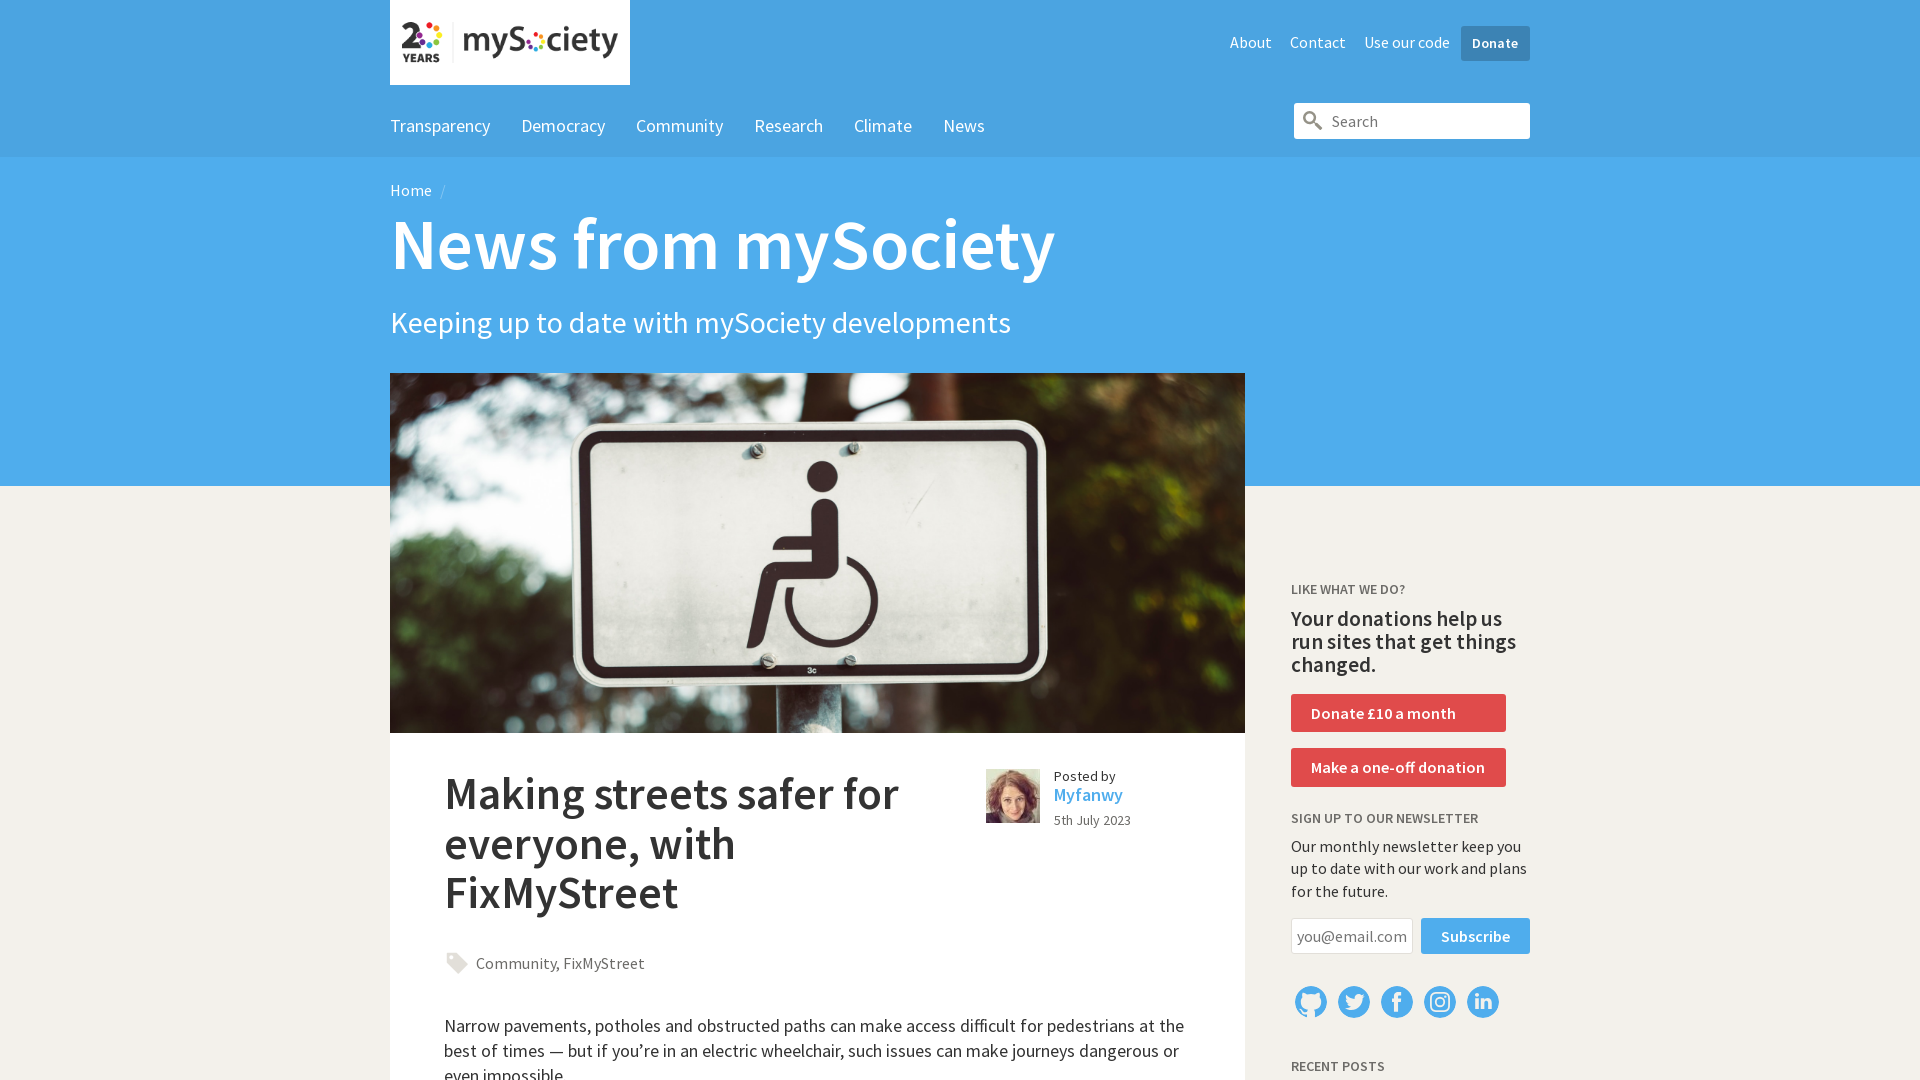 20 YEARS
mySociety
About
Contact
Use our code
Donate
Transparency
Democracy
Community
Research
Climate
News
Search
Home /
News from mySociety
Keeping up to date with mySociety developments
3c
Making streets safer for
everyone, with
FixMyStreet
Posted by
Myfanwy
5th July 2023
Community, FixMyStreet
Narrow pavements, potholes and obstructed paths can make access difficult for pedestrians at the
best of times — but if you’re in an electric wheelchair, such issues can make journeys dangerous or
even impossible.
LIKE WHAT WE DO?
Your donations help us
run sites that get things
changed.
Donate £10 a month
Make a one-off donation
SIGN UP TO OUR NEWSLETTER
Our monthly newsletter keep you
up to date with our work and plans
for the future.
you@email.com
Subscribe
RECENT POSTS